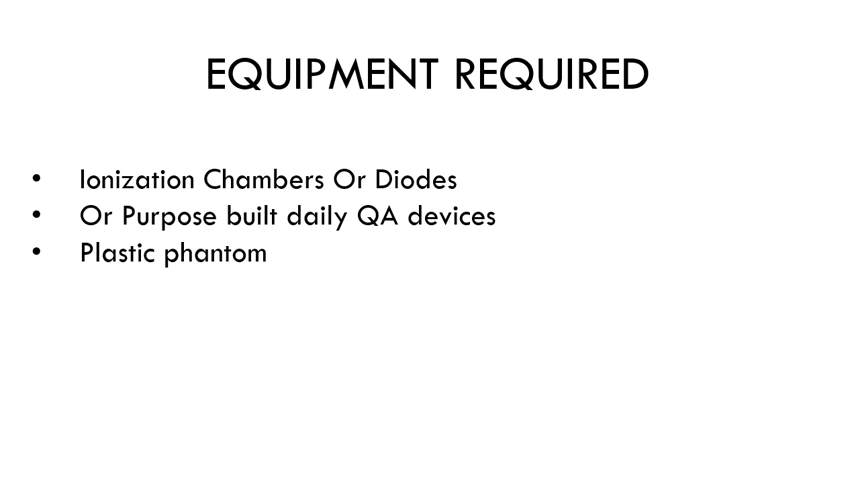 EQUIPMENT REQUIRED
• Ionization Chambers Or Diodes
• Or Purpose built daily QA devices
• Plastic phantom